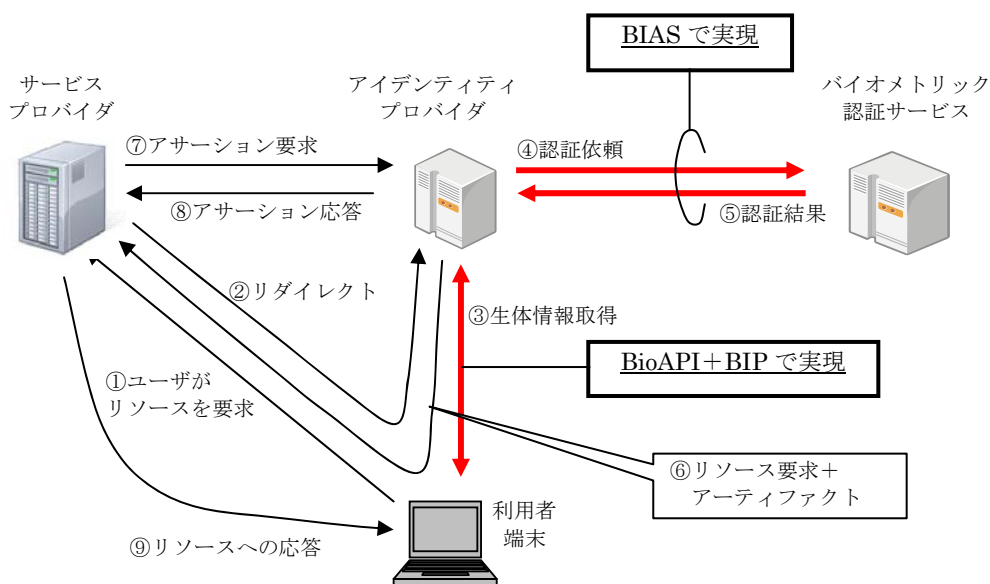 BIAS で実現
サービス
プロバイダ
アイデンティティ
プロバイダ
バイオメトリック
認証サービス
⑦アサーション要求
④認証依頼
⑧アサーション応答
⑤認証結果
②リダイレクト
③生体情報取得
BioAPI＋BIP で実現
①ユーザが
リソースを要求
⑥リソース要求＋
アーティファクト
利用者
端末
⑨リソースへの応答